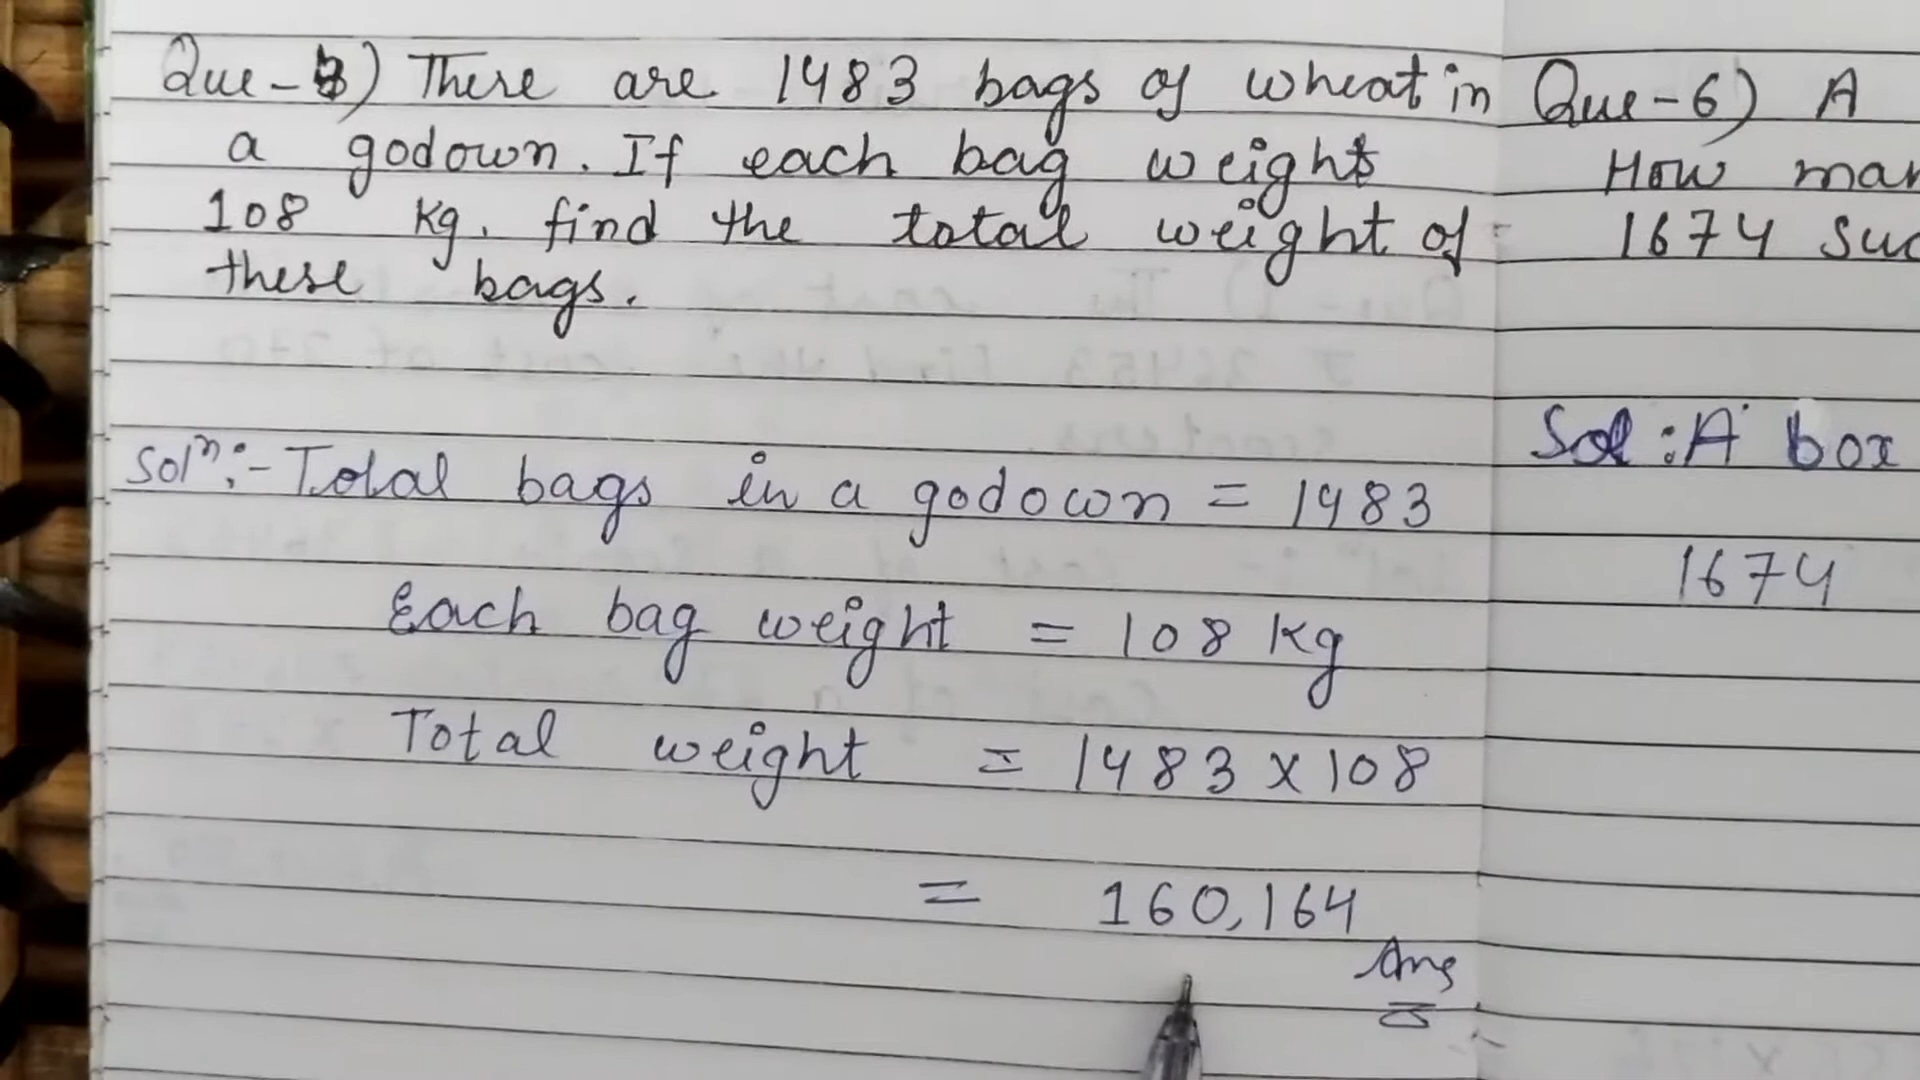 Que-3) There are 1483 bags of wheat in
a godown. If each bag weights
108 Kg. find the total weight of
these bags.
Solⁿ:- Total bags in a godown = 1483
Each bag weight = 108 Kg
Total weight = 1483 x 108
= 160,164
Ans
Que-6) A
How
1674
Sol: A box
1674